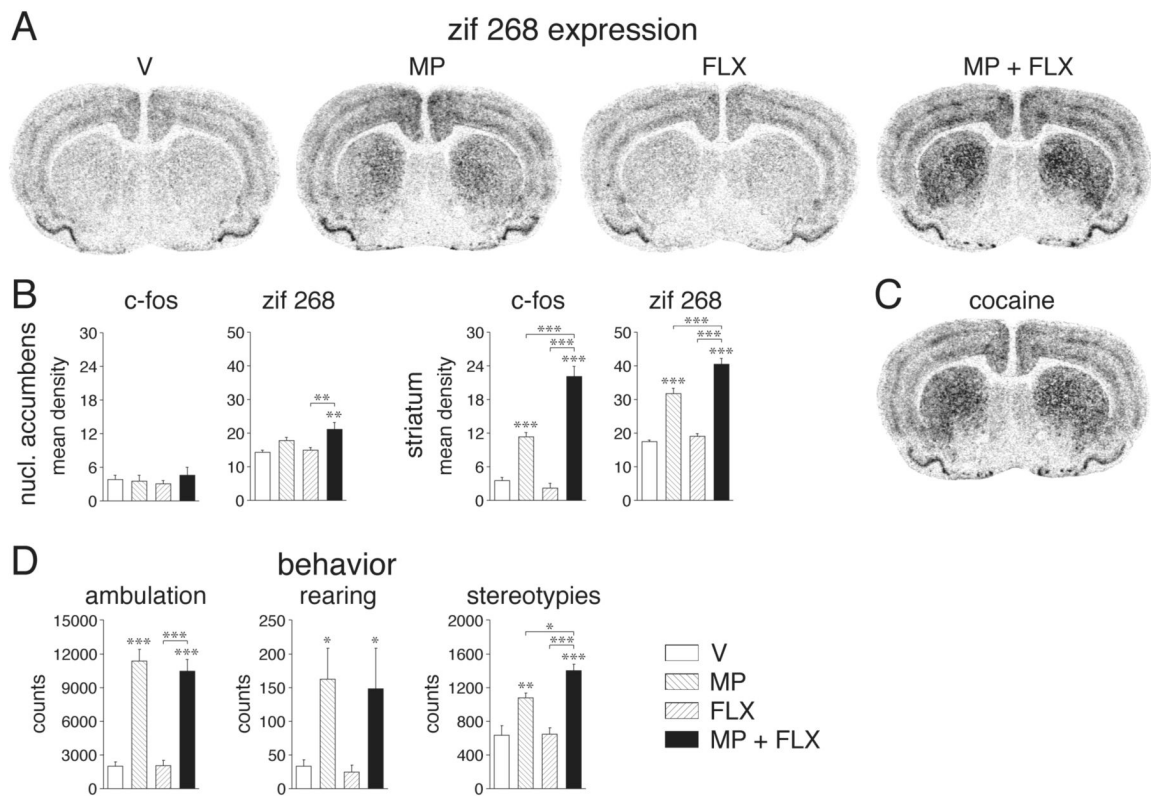 A
zif 268 expression
V MP FLX MP + FLX
B
c-fos zif 268 c-fos zif 268
nucl. accumbens
mean density
30
24
18
12
6
0
50
40
30
20
10
0
** **
striatum
mean density
30
24
18
12
6
0
*** *** *** ***
50
40
30
20
10
0
*** *** *** ***
C
cocaine
D
behavior
ambulation rearing stereotypies
counts
15000
12000
9000
6000
3000
0
*** *** ***
counts
250
200
150
100
50
0
* *
counts
2000
1600
1200
800
400
0
** * *** ***
V
MP
FLX
MP + FLX